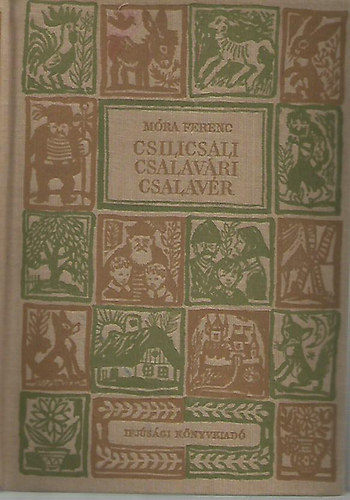 MÓRA FERENC
CSILICSALI
CSALAVÁRI
CSALAVÉR
IFJÚSÁGI KÖNYVKIADÓ